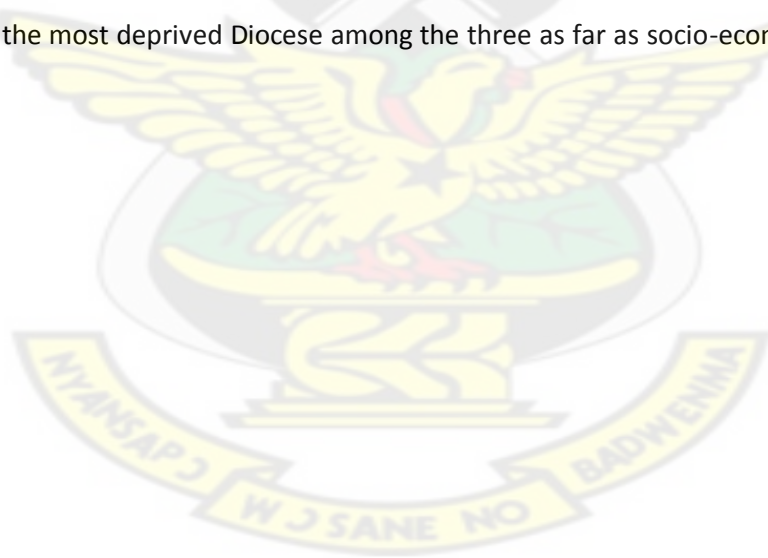 the most deprived Diocese among the three as far as socio-econ
NYANSAPƆ
WƆSANE NO
BADWENMA